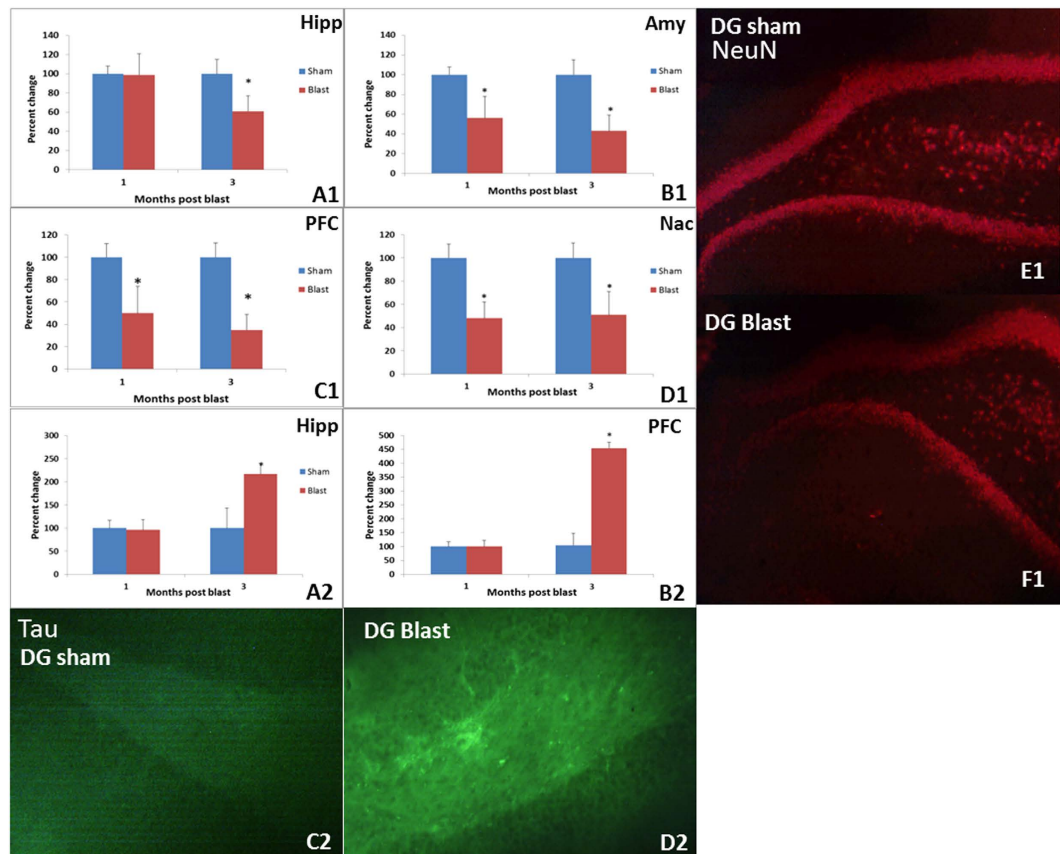 Hipp
140
120
100
80
60
40
20
0
Percent change
*
Sham
Blast
1 3
Months post blast
A1
Amy
140
120
100
80
60
40
20
0
Percent change
* *
Sham
Blast
1 3
Months post blast
B1
DG sham
NeuN
E1
PFC
120
100
80
60
40
20
0
Percent change
* *
Sham
Blast
1 3
Months post blast
C1
Nac
120
100
80
60
40
20
0
Percent change
* *
Sham
Blast
1 3
Months post blast
D1
DG Blast
F1
Hipp
300
250
200
150
100
50
0
Percent change
*
Sham
Blast
1 3
Months post blast
A2
PFC
500
450
400
350
300
250
200
150
100
50
0
Percent change
*
Sham
Blast
1 3
Months post blast
B2
Tau
DG sham
C2
DG Blast
D2